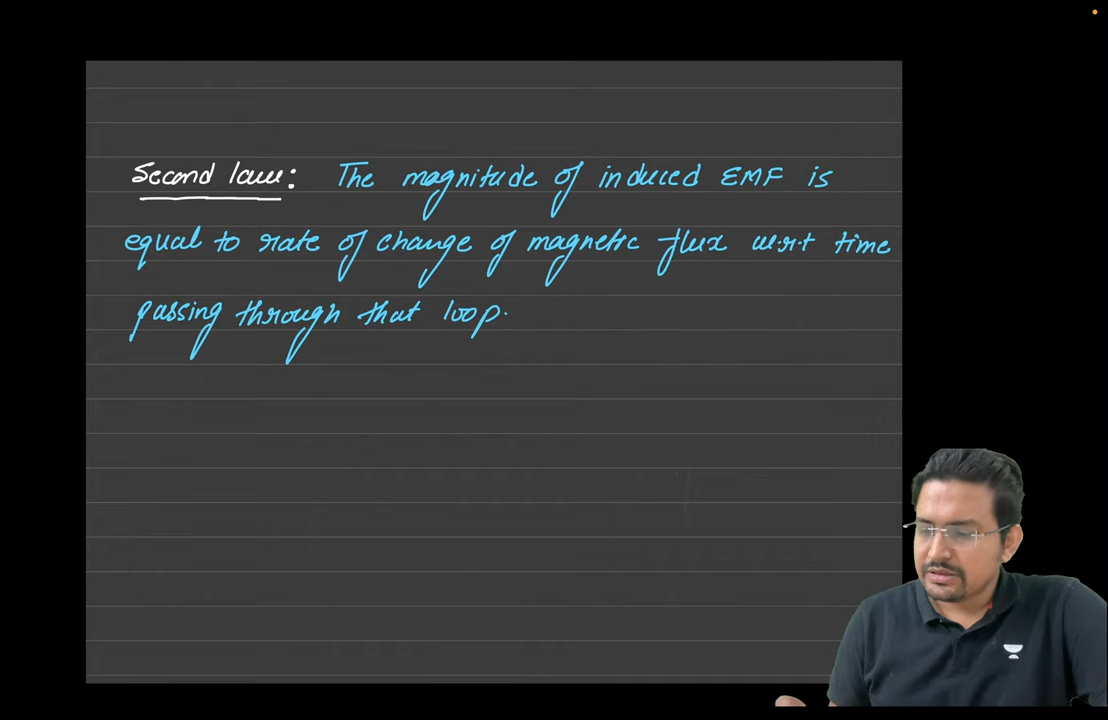 Second law: The magnitude of induced EMF is
equal to rate of change of magnetic flux w.r.t time
passing through that loop.